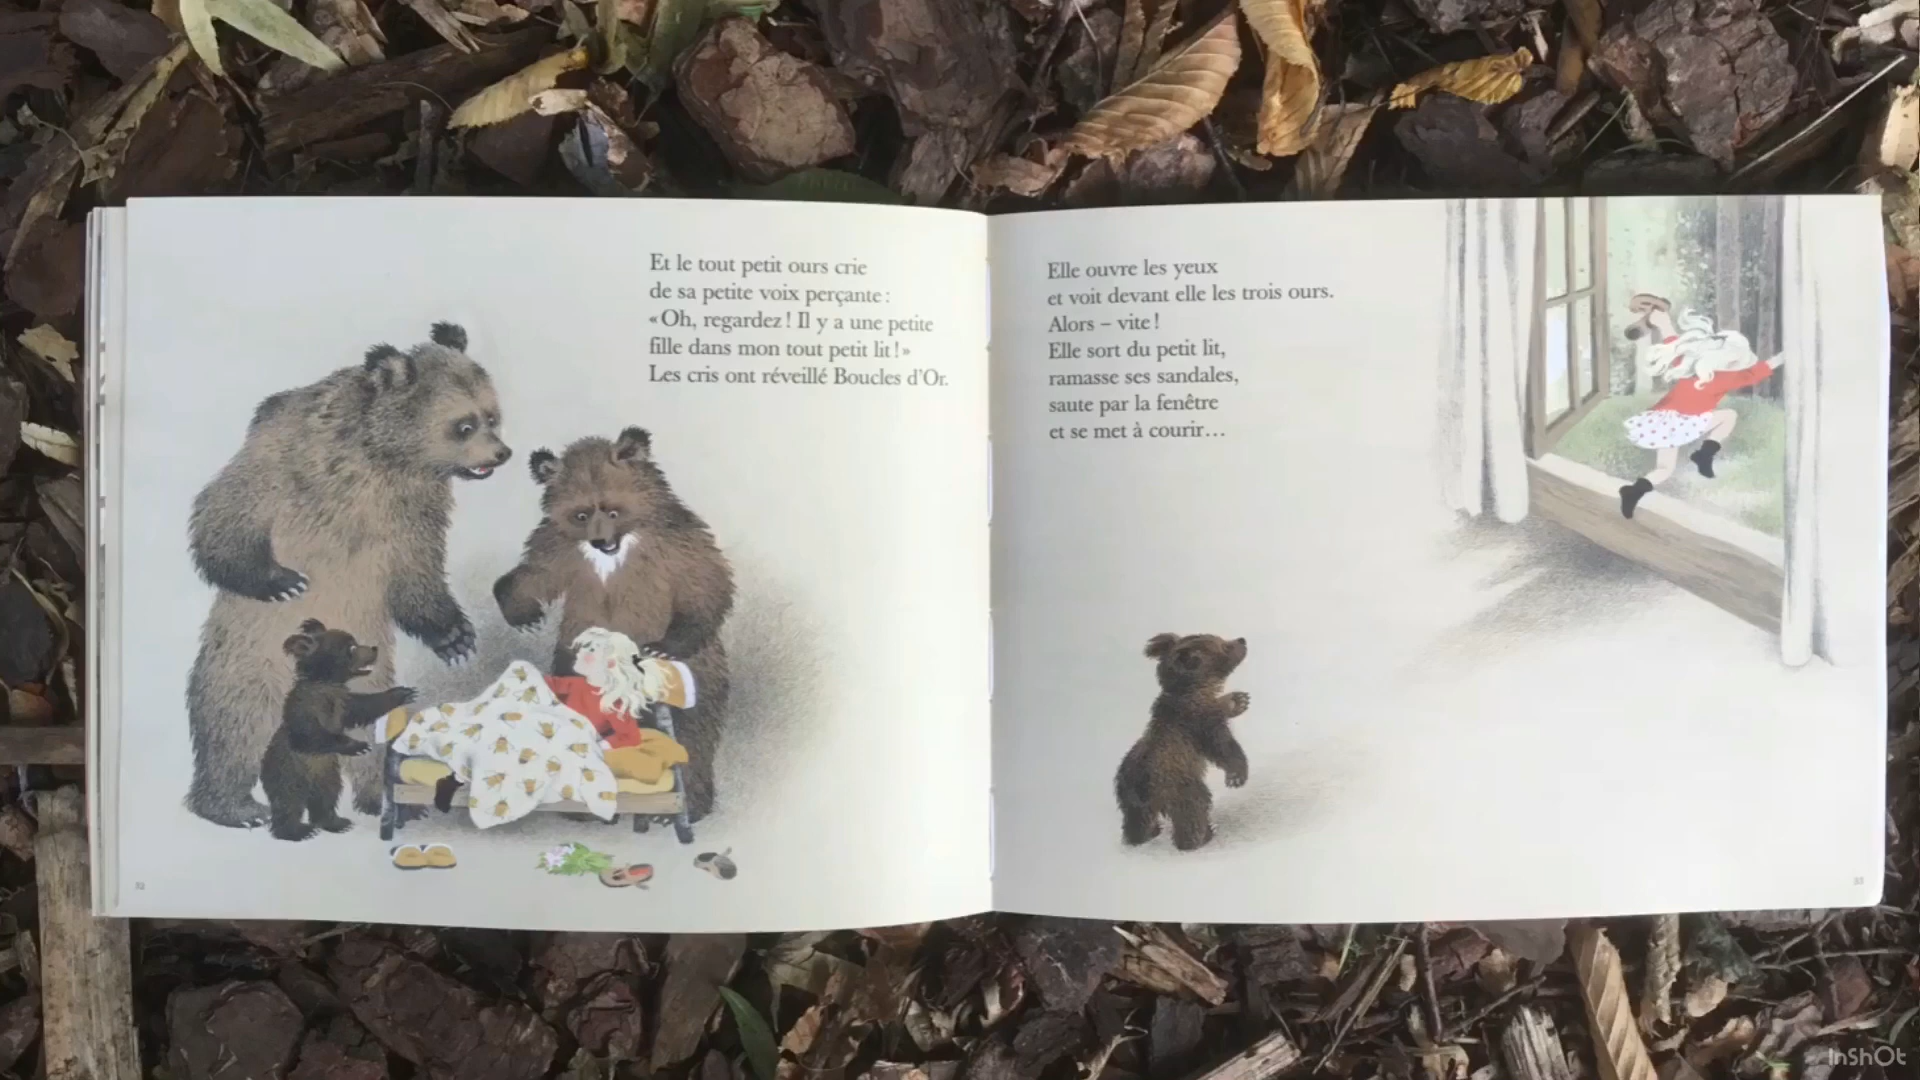 Et le tout petit ours crie
de sa petite voix perçante :
« Oh, regardez ! Il y a une petite
fille dans mon tout petit lit ! »
Les cris ont réveillé Boucles d'Or.
32
Elle ouvre les yeux
et voit devant elle les trois ours.
Alors – vite !
Elle sort du petit lit,
ramasse ses sandales,
saute par la fenêtre
et se met à courir...
33
InShOt